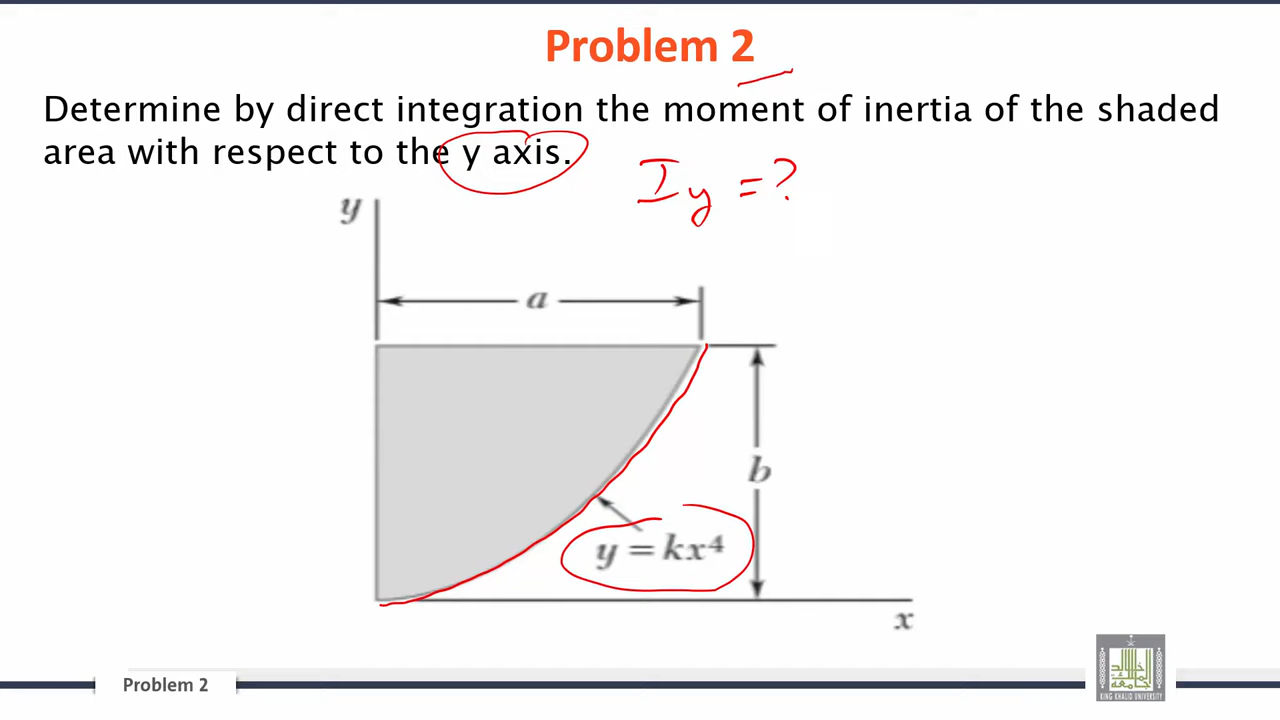 Problem 2
Determine by direct integration the moment of inertia of the shaded
area with respect to the y axis.
I y = ?
y
a
b
y = kx⁴
x
Problem 2
KING KHALID UNIVERSITY